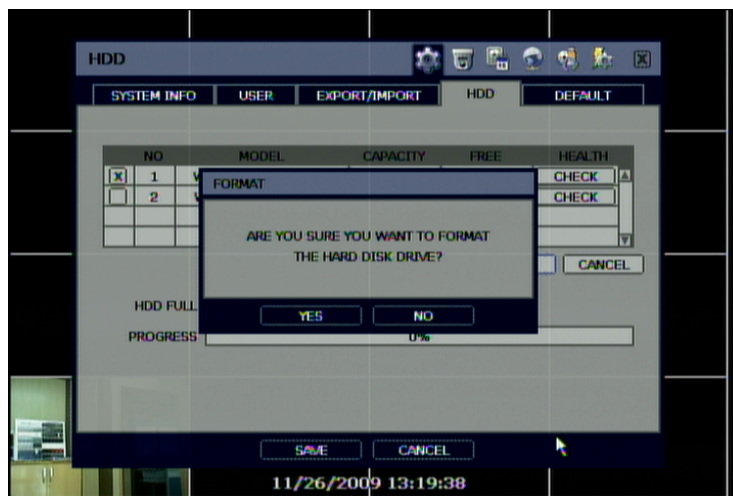 HDD
SYSTEM INFO USER EXPORT/IMPORT HDD DEFAULT
NO MODEL CAPACITY FREE HEALTH
X 1 CHECK
2 CHECK
FORMAT
ARE YOU SURE YOU WANT TO FORMAT
THE HARD DISK DRIVE?
YES NO
CANCEL
HDD FULL
PROGRESS 0%
SAVE CANCEL
11/26/2009 13:19:38